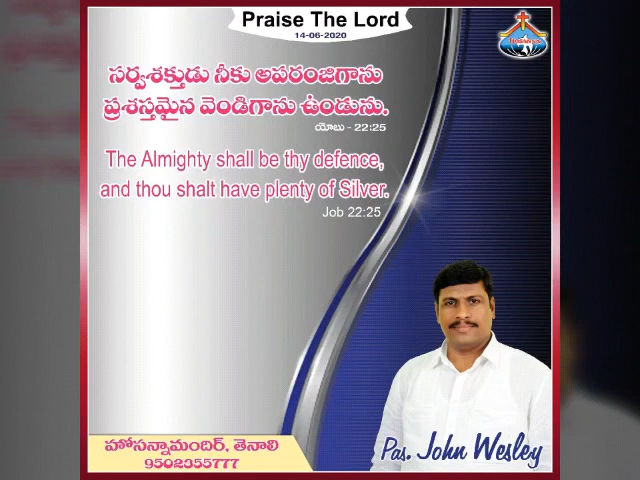 Praise The Lord
14-06-2020
సర్వశక్తుడు నీకు అపరంజిగాను
ప్రశస్తమైన వెండిగాను ఉండును.
యోబు - 22:25
The Almighty shall be thy defence,
and thou shalt have plenty of Silver.
Job 22:25
హోసన్నామందిర్, తెనాలి
9502355777
Pas. John Wesley